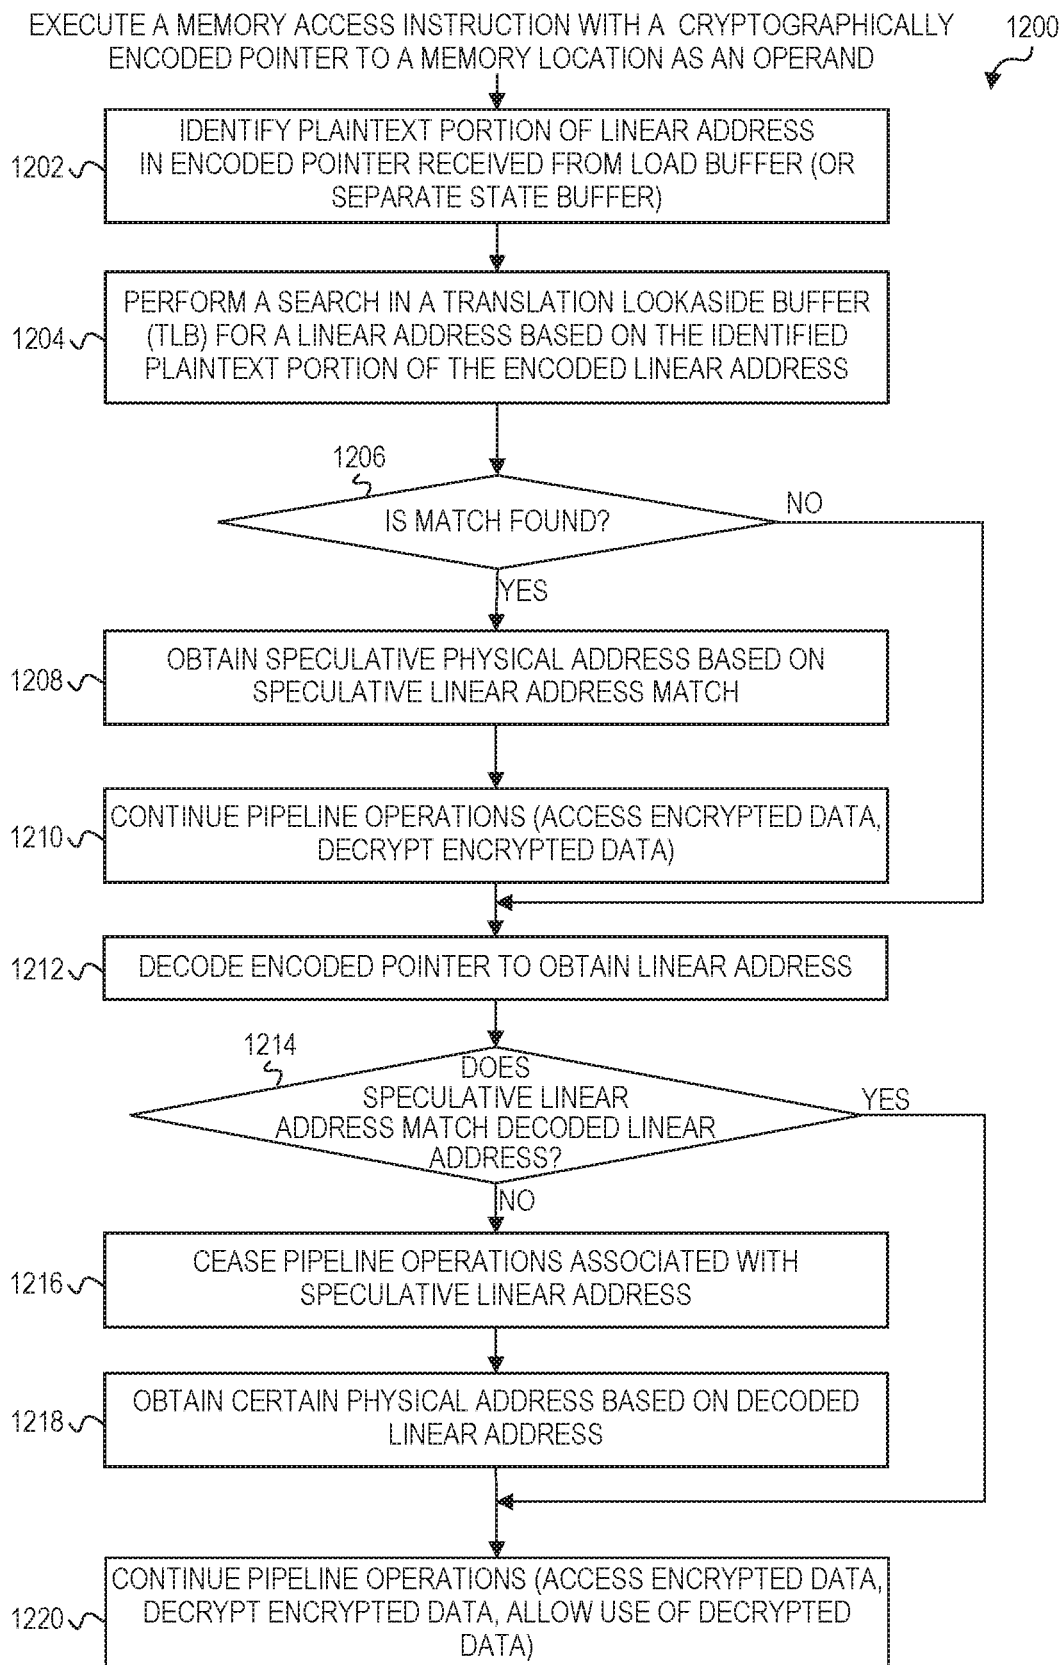 EXECUTE A MEMORY ACCESS INSTRUCTION WITH A CRYPTOGRAPHICALLY
ENCODED POINTER TO A MEMORY LOCATION AS AN OPERAND
1200
1202
IDENTIFY PLAINTEXT PORTION OF LINEAR ADDRESS
IN ENCODED POINTER RECEIVED FROM LOAD BUFFER (OR
SEPARATE STATE BUFFER)
1204
PERFORM A SEARCH IN A TRANSLATION LOOKASIDE BUFFER
(TLB) FOR A LINEAR ADDRESS BASED ON THE IDENTIFIED
PLAINTEXT PORTION OF THE ENCODED LINEAR ADDRESS
1206
IS MATCH FOUND?
NO
YES
1208
OBTAIN SPECULATIVE PHYSICAL ADDRESS BASED ON
SPECULATIVE LINEAR ADDRESS MATCH
1210
CONTINUE PIPELINE OPERATIONS (ACCESS ENCRYPTED DATA,
DECRYPT ENCRYPTED DATA)
1212
DECODE ENCODED POINTER TO OBTAIN LINEAR ADDRESS
1214
DOES
SPECULATIVE LINEAR
ADDRESS MATCH DECODED LINEAR
ADDRESS?
YES
NO
1216
CEASE PIPELINE OPERATIONS ASSOCIATED WITH
SPECULATIVE LINEAR ADDRESS
1218
OBTAIN CERTAIN PHYSICAL ADDRESS BASED ON DECODED
LINEAR ADDRESS
1220
CONTINUE PIPELINE OPERATIONS (ACCESS ENCRYPTED DATA,
DECRYPT ENCRYPTED DATA, ALLOW USE OF DECRYPTED
DATA)